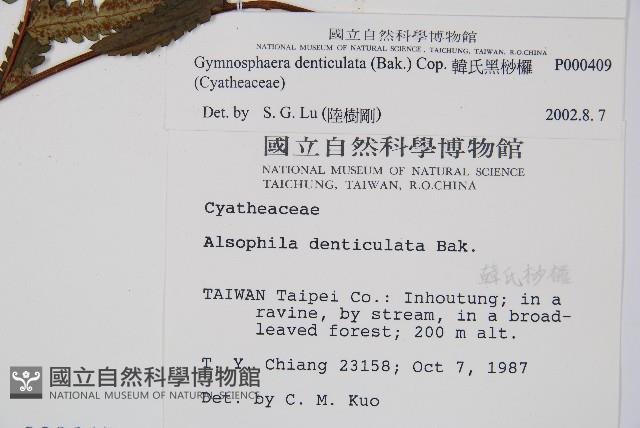 國立自然科學博物館
NATIONAL MUSEUM OF NATURAL SCIENCE, TAICHUNG, TAIWAN, R.O.CHINA
Gymnosphaera denticulata (Bak.) Cop. 韓氏黑桫欏 P000409
(Cyatheaceae)
Det. by S. G. Lu (陸樹剛) 2002.8.7
國立自然科學博物館
NATIONAL MUSEUM OF NATURAL SCIENCE
TAICHUNG, TAIWAN, R.O.CHINA
Cyatheaceae
Alsophila denticulata Bak.
韓氏桫欏
TAIWAN Taipei Co.: Inhoutung; in a
ravine, by stream, in a broad-
leaved forest; 200 m alt.
T. Y. Chiang 23158; Oct 7, 1987
Det. by C. M. Kuo
國立自然科學博物館
NATIONAL MUSEUM OF NATURAL SCIENCE